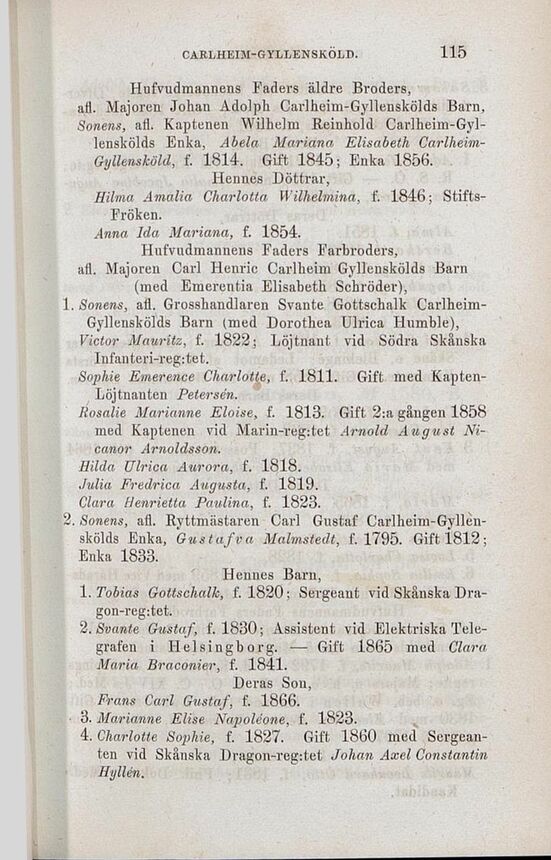 CARLHEIM-GYLLENSKÖLD. 115
Hufvudmannens Faders äldre Broders,
afl. Majoren Johan Adolph Carlheim-Gyllenskölds Barn,
Sonens, afl. Kaptenen Wilhelm Reinhold Carlheim-Gyl-
lenskölds Enka, Abela Mariana Elisabeth Carlheim-
Gyllensköld, f. 1814. Gift 1845; Enka 1856.
Hennes Döttrar,
Hilma Amalia Charlotta Wilhelmina, f. 1846; Stifts-
Fröken.
Anna Ida Mariana, f. 1854.
Hufvudmannens Faders Farbroders,
afl. Majoren Carl Henric Carlheim Gyllenskölds Barn
(med Emerentia Elisabeth Schröder),
1. Sonens, afl. Grosshandlaren Svante Gottschalk Carlheim-
Gyllenskölds Barn (med Dorothea Ulrica Humble),
Victor Mauritz, f. 1822; Löjtnant vid Södra Skånska
Infanteri-reg:tet.
Sophie Emerence Charlotte, f. 1811. Gift med Kapten-
Löjtnanten Petersén.
Rosalie Marianne Eloise, f. 1813. Gift 2:a gången 1858
med Kaptenen vid Marin-reg:tet Arnold August Ni-
canor Arnoldsson.
Hilda Ulrica Aurora, f. 1818.
Julia Fredrica Augusta, f. 1819.
Clara Henrietta Paulina, f. 1823.
2. Sonens, afl. Ryttmästaren Carl Gustaf Carlheim-Gyllen-
skölds Enka, Gustafva Malmstedt, f. 1795. Gift 1812;
Enka 1833.
Hennes Barn,
1. Tobias Gottschalk, f. 1820; Sergeant vid Skånska Dra-
gon-reg:tet.
2. Svante Gustaf, f. 1830; Assistent vid Elektriska Tele-
grafen i Helsingborg. — Gift 1865 med Clara
Maria Braconier, f. 1841.
Deras Son,
Frans Carl Gustaf, f. 1866.
3. Marianne Elise Napoléone, f. 1823.
4. Charlotte Sophie, f. 1827. Gift 1860 med Sergean-
ten vid Skånska Dragon-reg:tet Johan Axel Constantin
Hyllén.